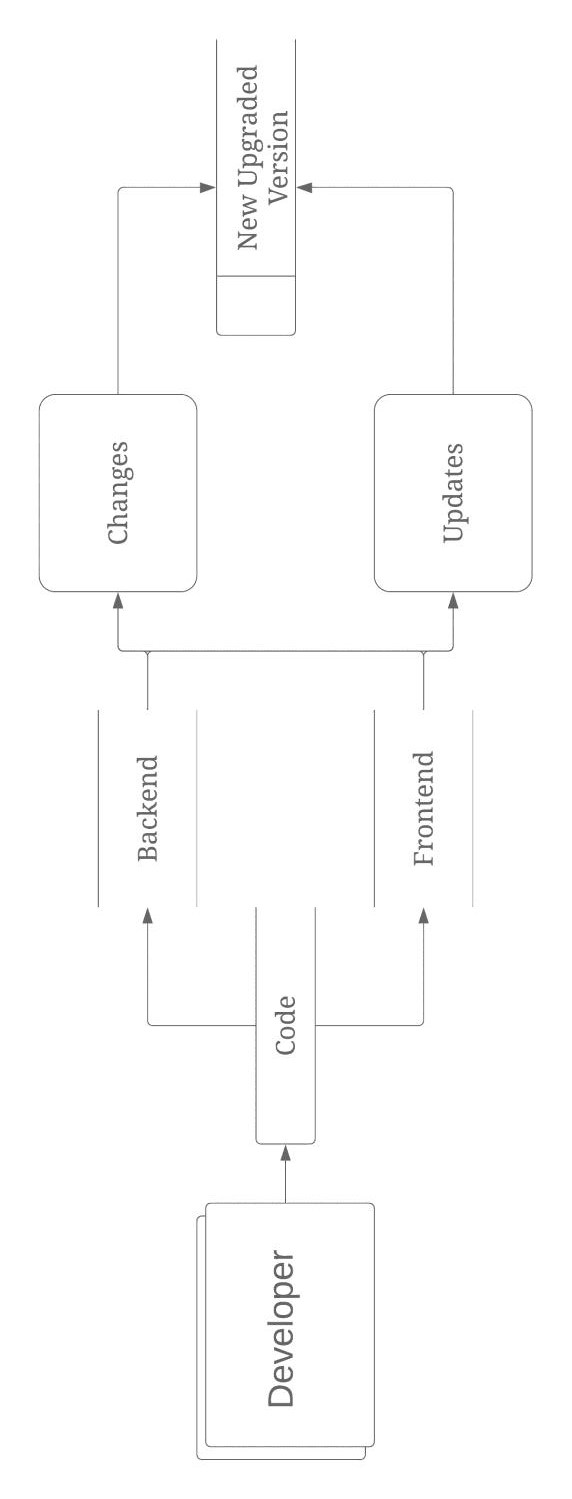 Developer
Code
Backend
Frontend
Changes
Updates
New Upgraded
Version